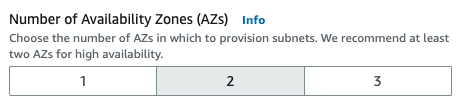 Number of Availability Zones (AZs) Info
Choose the number of AZs in which to provision subnets. We recommend at least
two AZs for high availability.
1 2 3